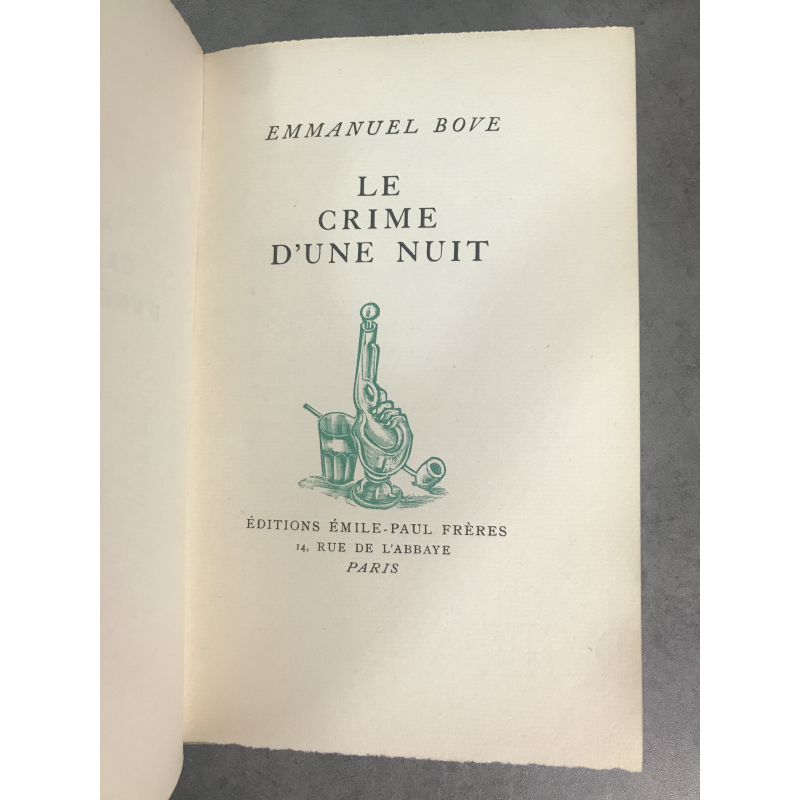 EMMANUEL BOVE
LE
CRIME
D'UNE NUIT
ÉDITIONS ÉMILE-PAUL FRÈRES
14, RUE DE L'ABBAYE
PARIS